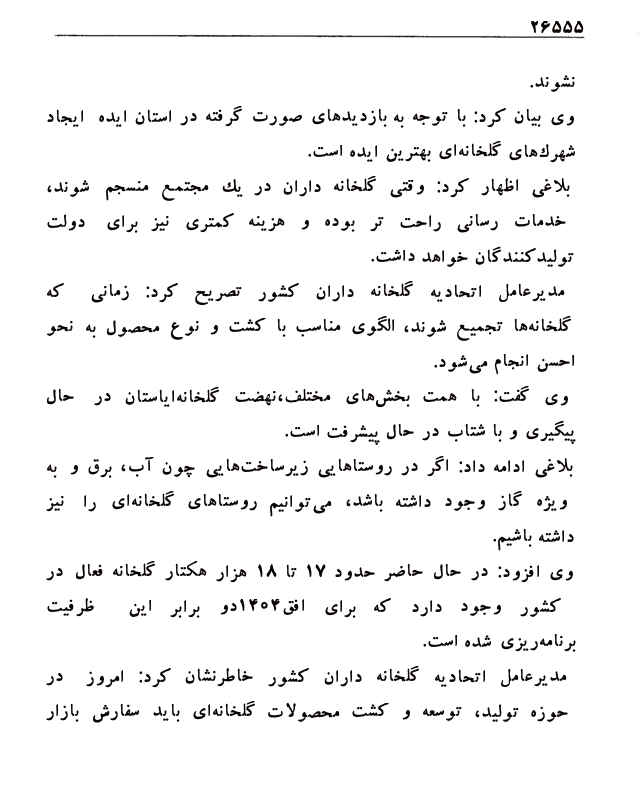 ۲۶۵۵۵
نشوند.
وی بیان کرد: با توجه به بازدیدهای صورت گرفته در استان ایده ایجاد
شهرك‌های گلخانه‌ای بهترین ایده است.
بلاغی اظهار کرد: وقتی گلخانه داران در یك مجتمع منسجم شوند،
خدمات رسانی راحت تر بوده و هزینه کمتری نیز برای دولت
تولیدکنندگان خواهد داشت.
مدیرعامل اتحادیه گلخانه داران کشور تصریح کرد: زمانی که
گلخانه‌ها تجمیع شوند، الگوی مناسب با کشت و نوع محصول به نحو
احسن انجام می‌شود.
وی گفت: با همت بخش‌های مختلف،نهضت گلخانه‌ایاستان در حال
پیگیری و با شتاب در حال پیشرفت است.
بلاغی ادامه داد: اگر در روستاهایی زیرساخت‌هایی چون آب، برق و به
ویژه گاز وجود داشته باشد، می‌توانیم روستاهای گلخانه‌ای را نیز
داشته باشیم.
وی افزود: در حال حاضر حدود ۱۷ تا ۱۸ هزار هکتار گلخانه فعال در
کشور وجود دارد که برای افق۱۴۰۴دو برابر این ظرفیت
برنامه‌ریزی شده است.
مدیرعامل اتحادیه گلخانه داران کشور خاطرنشان کرد: امروز در
حوزه تولید، توسعه و کشت محصولات گلخانه‌ای باید سفارش بازار